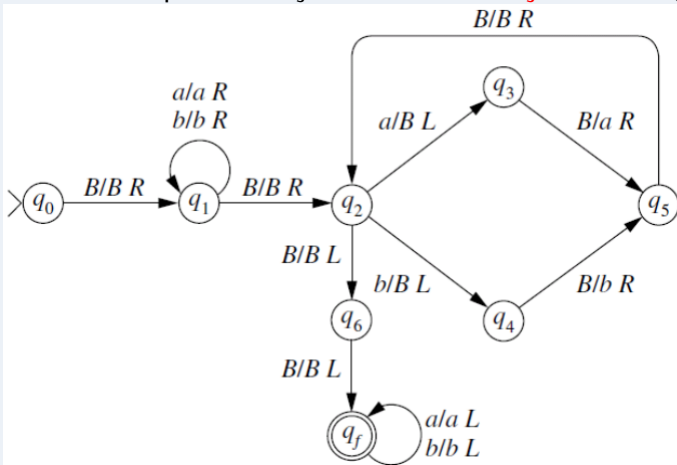 B/B R
q3
a/a R
b/b R
a/B L
B/a R
q0
B/B R
q1
B/B R
q2
q5
B/B L
b/B L
B/b R
q6
q4
B/B L
qf
a/a L
b/b L